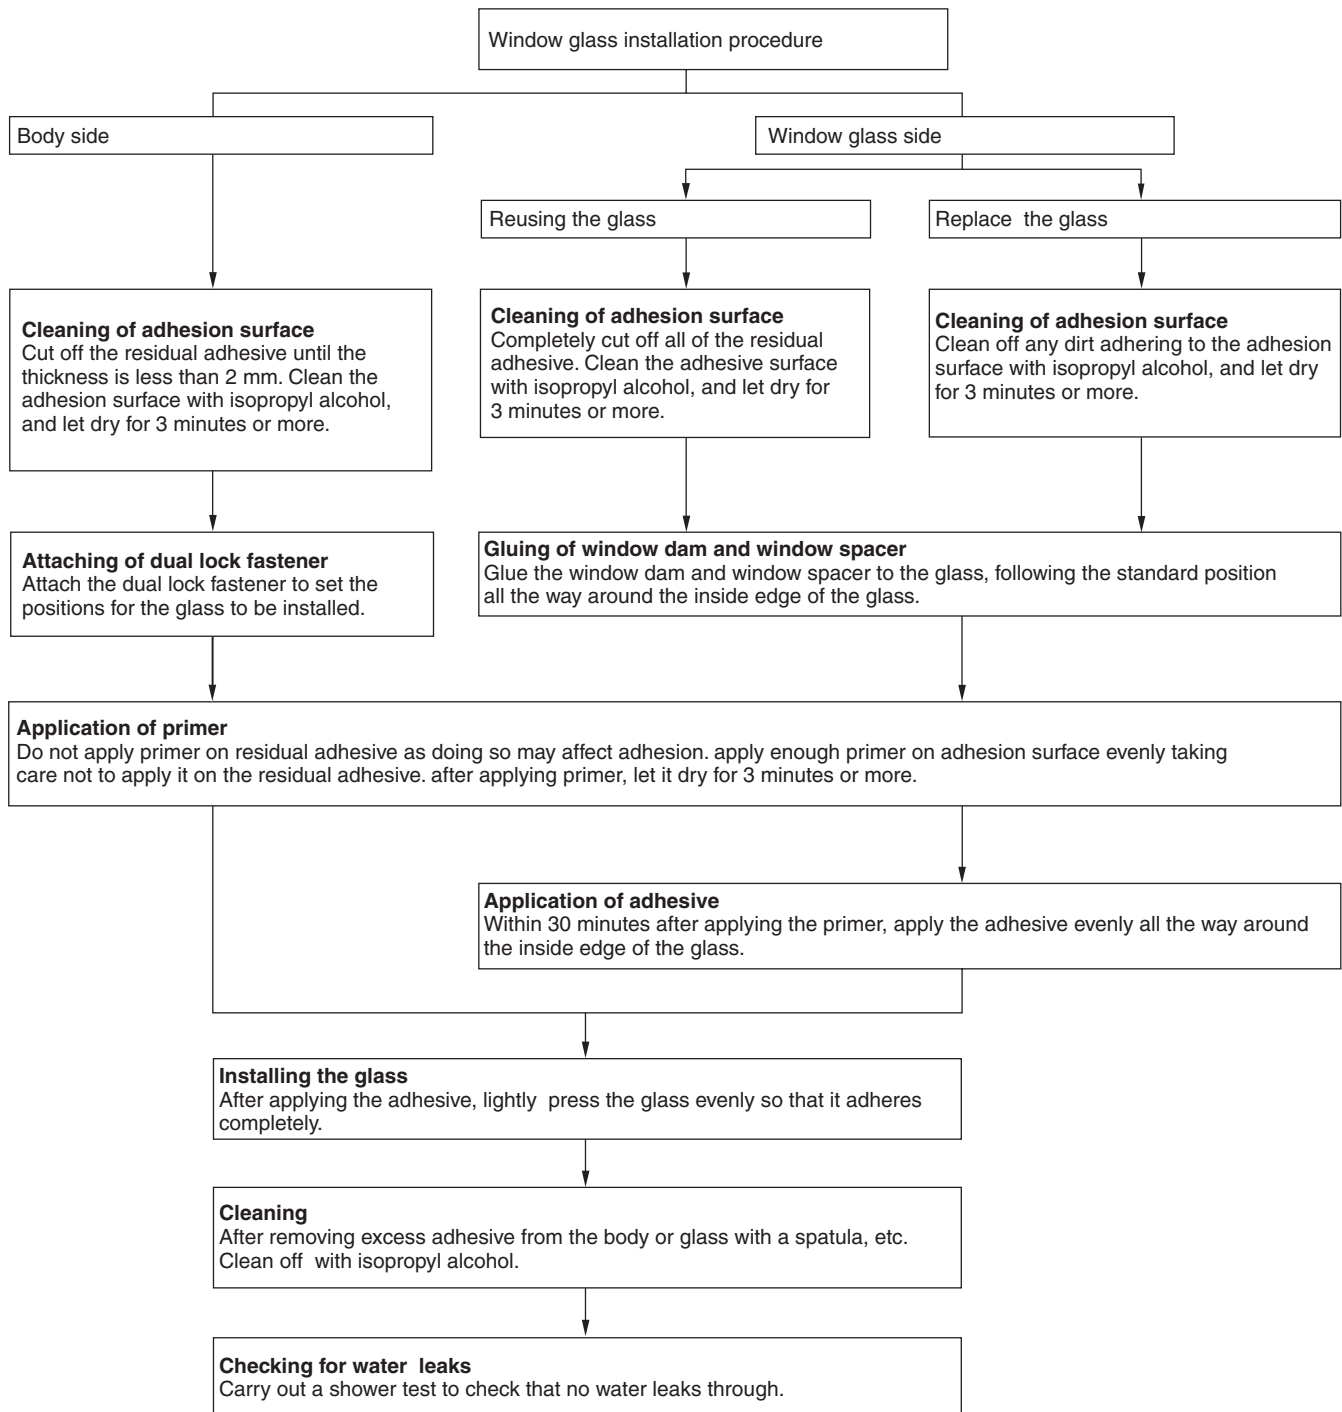 Window glass installation procedure
Body side
Window glass side
Reusing the glass
Replace the glass
Cleaning of adhesion surface
Cut off the residual adhesive until the
thickness is less than 2 mm. Clean the
adhesion surface with isopropyl alcohol,
and let dry for 3 minutes or more.
Cleaning of adhesion surface
Completely cut off all of the residual
adhesive. Clean the adhesive surface
with isopropyl alcohol, and let dry for
3 minutes or more.
Cleaning of adhesion surface
Clean off any dirt adhering to the adhesion
surface with isopropyl alcohol, and let dry
for 3 minutes or more.
Attaching of dual lock fastener
Attach the dual lock fastener to set the
positions for the glass to be installed.
Gluing of window dam and window spacer
Glue the window dam and window spacer to the glass, following the standard position
all the way around the inside edge of the glass.
Application of primer
Do not apply primer on residual adhesive as doing so may affect adhesion. apply enough primer on adhesion surface evenly taking
care not to apply it on the residual adhesive. after applying primer, let it dry for 3 minutes or more.
Application of adhesive
Within 30 minutes after applying the primer, apply the adhesive evenly all the way around
the inside edge of the glass.
Installing the glass
After applying the adhesive, lightly press the glass evenly so that it adheres
completely.
Cleaning
After removing excess adhesive from the body or glass with a spatula, etc.
Clean off with isopropyl alcohol.
Checking for water leaks
Carry out a shower test to check that no water leaks through.